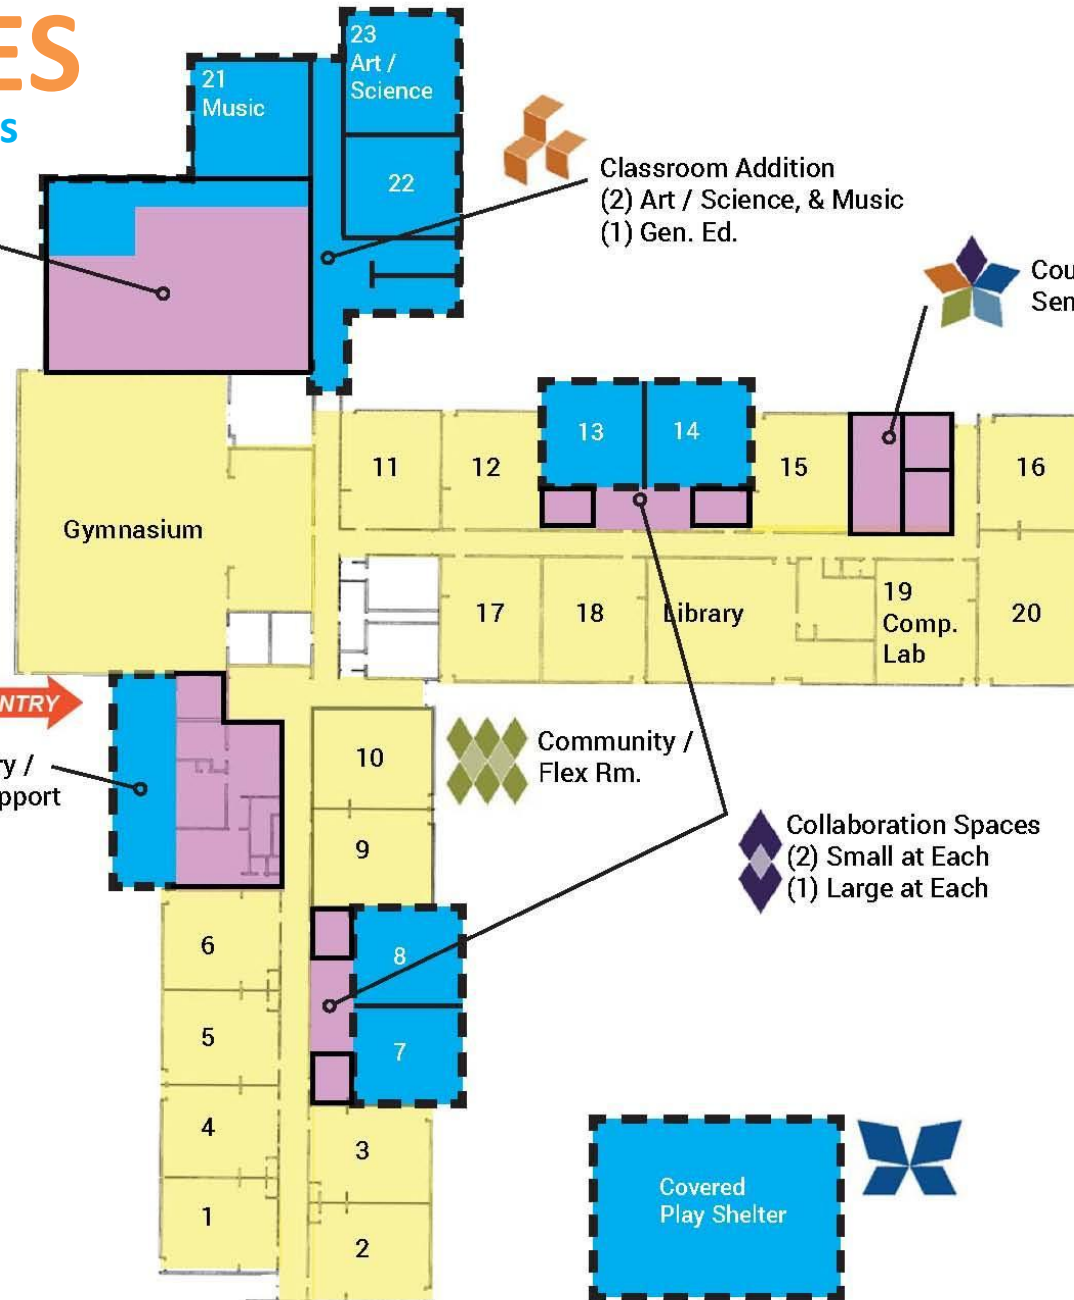 ES
s
23
Art /
Science
21
Music
22
Classroom Addition
(2) Art / Science, & Music
(1) Gen. Ed.
Cou
Sen
13
14
11
12
15
16
Gymnasium
17
18
Library
19
Comp.
Lab
20
NTRY
ry /
pport
10
9
Community /
Flex Rm.
Collaboration Spaces
(2) Small at Each
(1) Large at Each
8
7
6
5
4
3
1
2
Covered
Play Shelter